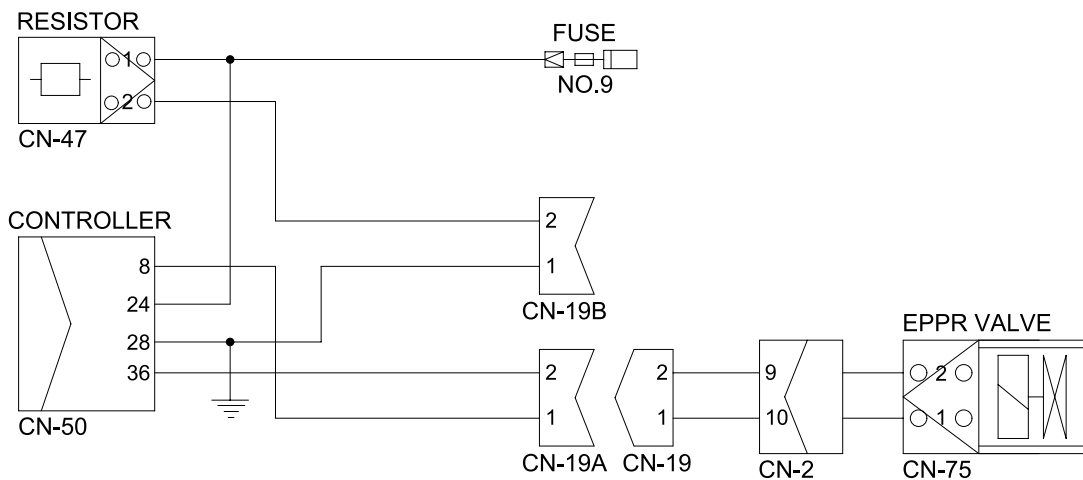 RESISTOR
1
2
CN-47
FUSE
NO.9
CONTROLLER
8
24
28
36
CN-50
2
1
CN-19B
2
1
CN-19A
2
1
CN-19
9
10
CN-2
EPPR VALVE
2
1
CN-75